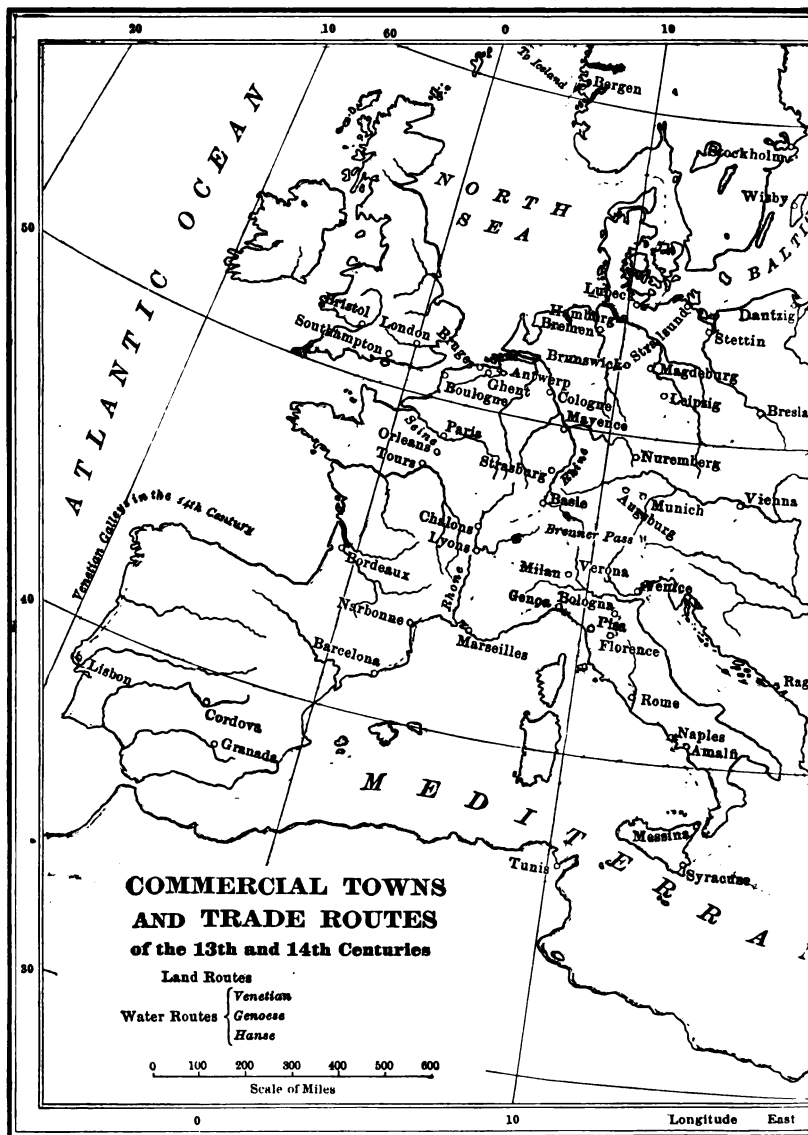 20
10
60
0
10
To Iceland
Bergen
Stockholm
Wisby
NORTH
SEA
ATLANTIC OCEAN
50
BALTIC
Lubec
Dantzig
Hamburg
Bremen
Stralsund
Stettin
Bristol
London
Southampton
Bruges
Brunswick
Magdeburg
Antwerp
Ghent
Boulogne
Cologne
Leipzig
Breslau
Mayence
Seine
Paris
Orleans
Tours
Strasburg
Rhine
Nuremberg
Venetian Galleys in the 14th Century
Basle
Augsburg
Munich
Vienna
Chalons
Lyons
Brenner Pass
Bordeaux
Rhone
Milan
Verona
Venice
40
Narbonne
Genoa
Bologna
Pisa
Florence
Marseilles
Barcelona
Lisbon
Rag
Rome
Cordova
Granada
Naples
Amalfi
MEDITERRA
Messina
Tunis
Syracuse
COMMERCIAL TOWNS
AND TRADE ROUTES
of the 13th and 14th Centuries
30
Land Routes
Water Routes
Venetian
Genoese
Hanse
0 100 200 300 400 500 600
Scale of Miles
0
10
Longitude East